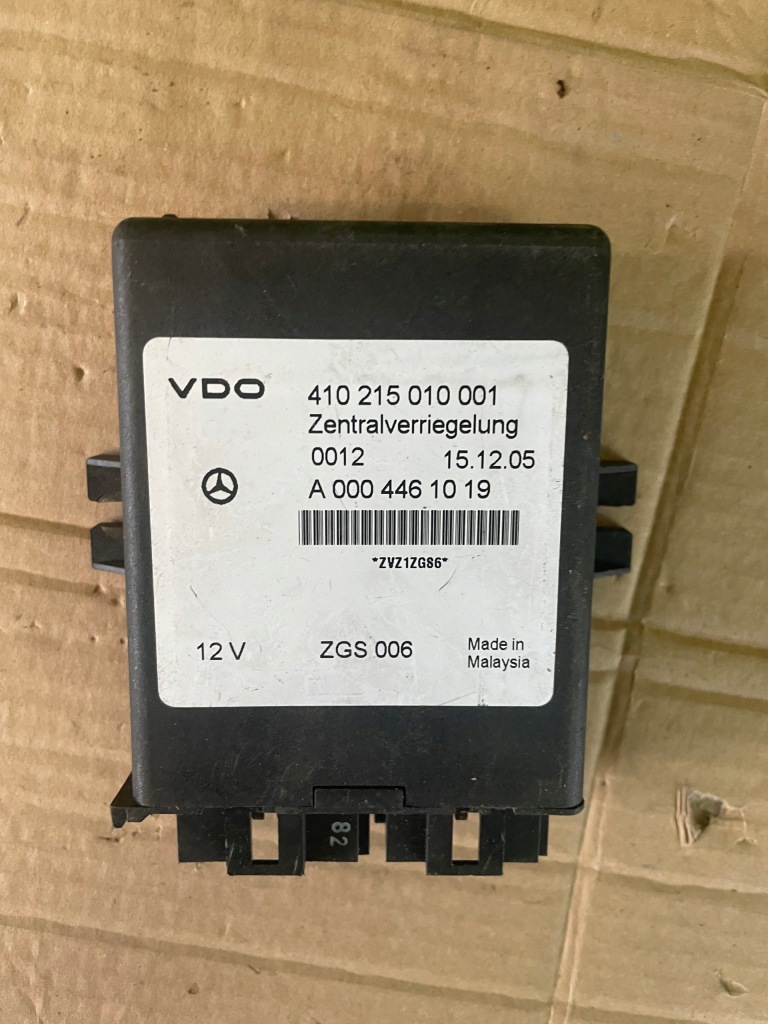 VDO 410 215 010 001
Zentralverriegelung
0012 15.12.05
A 000 446 10 19
*ZVZ1ZGS6*
12 V ZGS 006 Made in
Malaysia
82